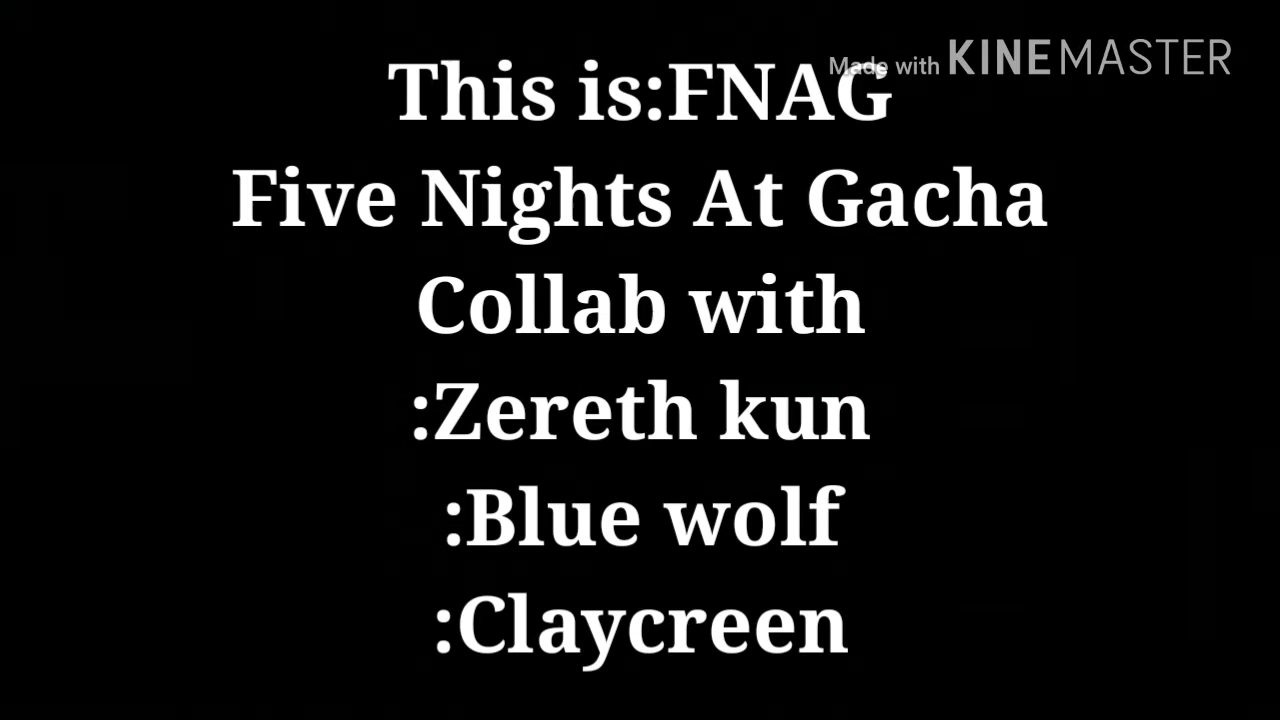 Made with KINEMASTER
This is:FNAG
Five Nights At Gacha
Collab with
:Zereth kun
:Blue wolf
:Claycreen